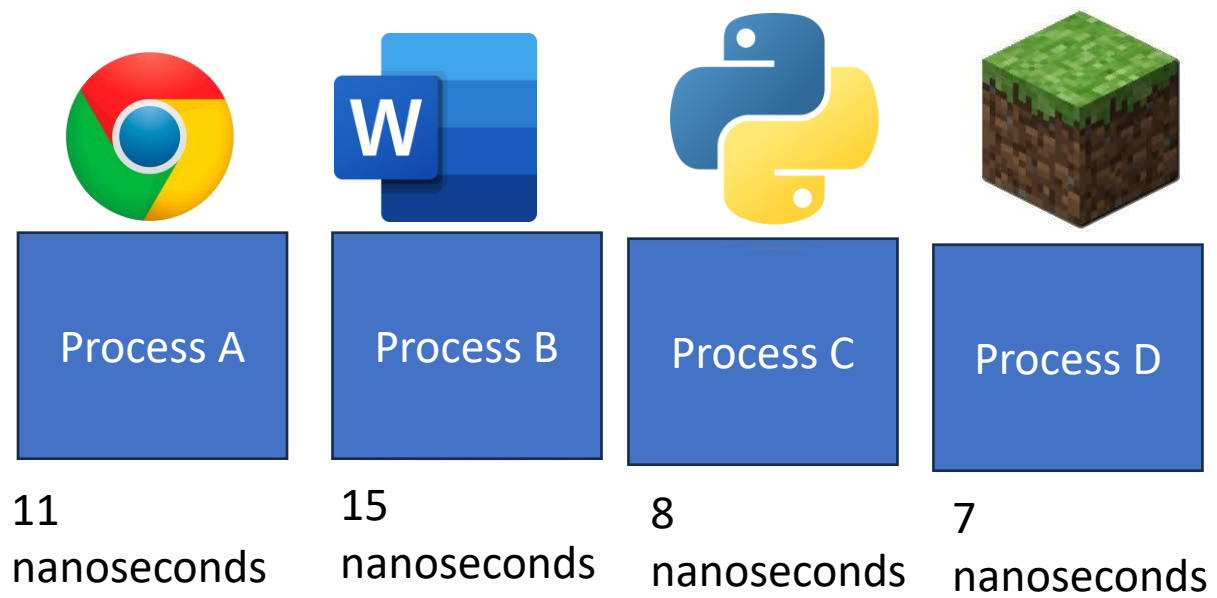 W
Process A
Process B
Process C
Process D
11
nanoseconds
15
nanoseconds
8
nanoseconds
7
nanoseconds